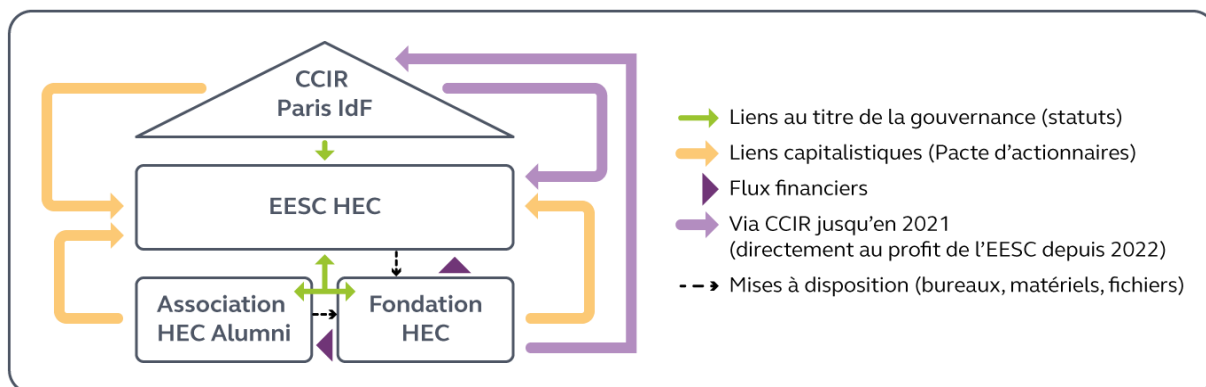 CCIR
Paris IdF
EESC HEC
Association
HEC Alumni
Fondation
HEC
Liens au titre de la gouvernance (statuts)
Liens capitalistiques (Pacte d’actionnaires)
Flux financiers
Via CCIR jusqu’en 2021
(directement au profit de l’EESC depuis 2022)
Mises à disposition (bureaux, matériels, fichiers)